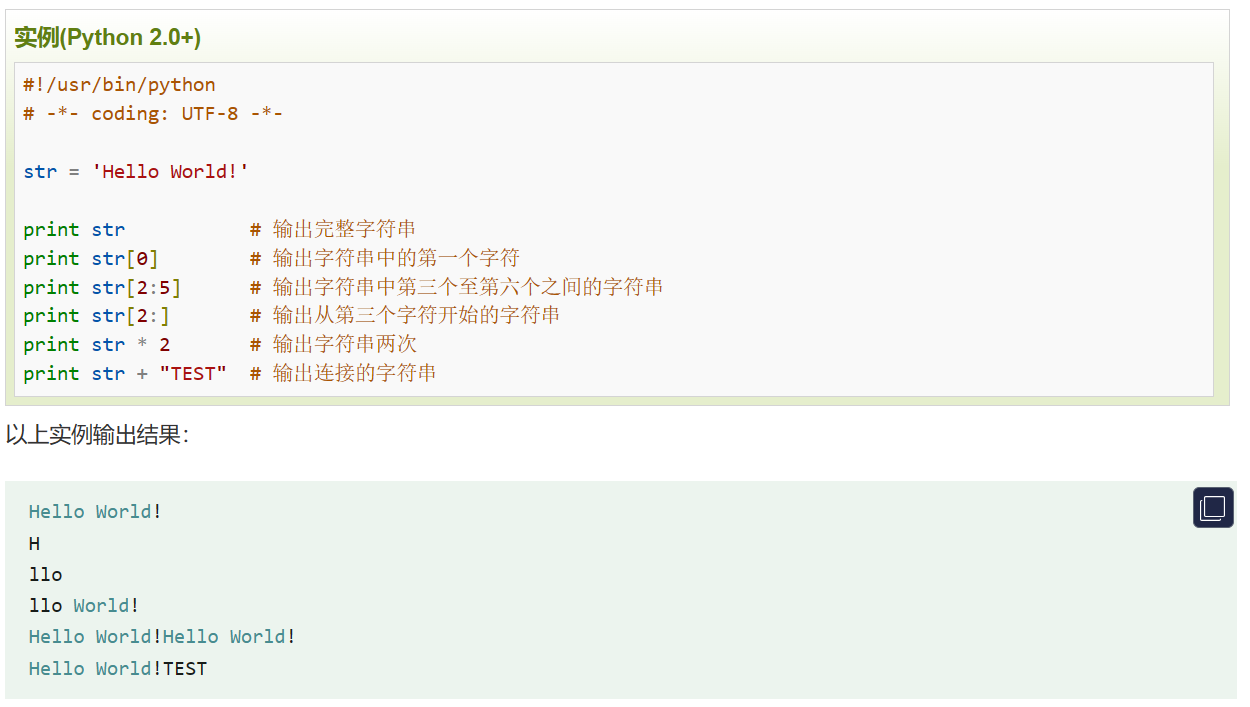 实例(Python 2.0+)
#!/usr/bin/python
# -*- coding: UTF-8 -*-
str = 'Hello World!'
print str           # 输出完整字符串
print str[0]        # 输出字符串中的第一个字符
print str[2:5]      # 输出字符串中第三个至第六个之间的字符串
print str[2:]       # 输出从第三个字符开始的字符串
print str * 2       # 输出字符串两次
print str + "TEST"  # 输出连接的字符串
以上实例输出结果：
Hello World!
H
llo
llo World!
Hello World!Hello World!
Hello World!TEST